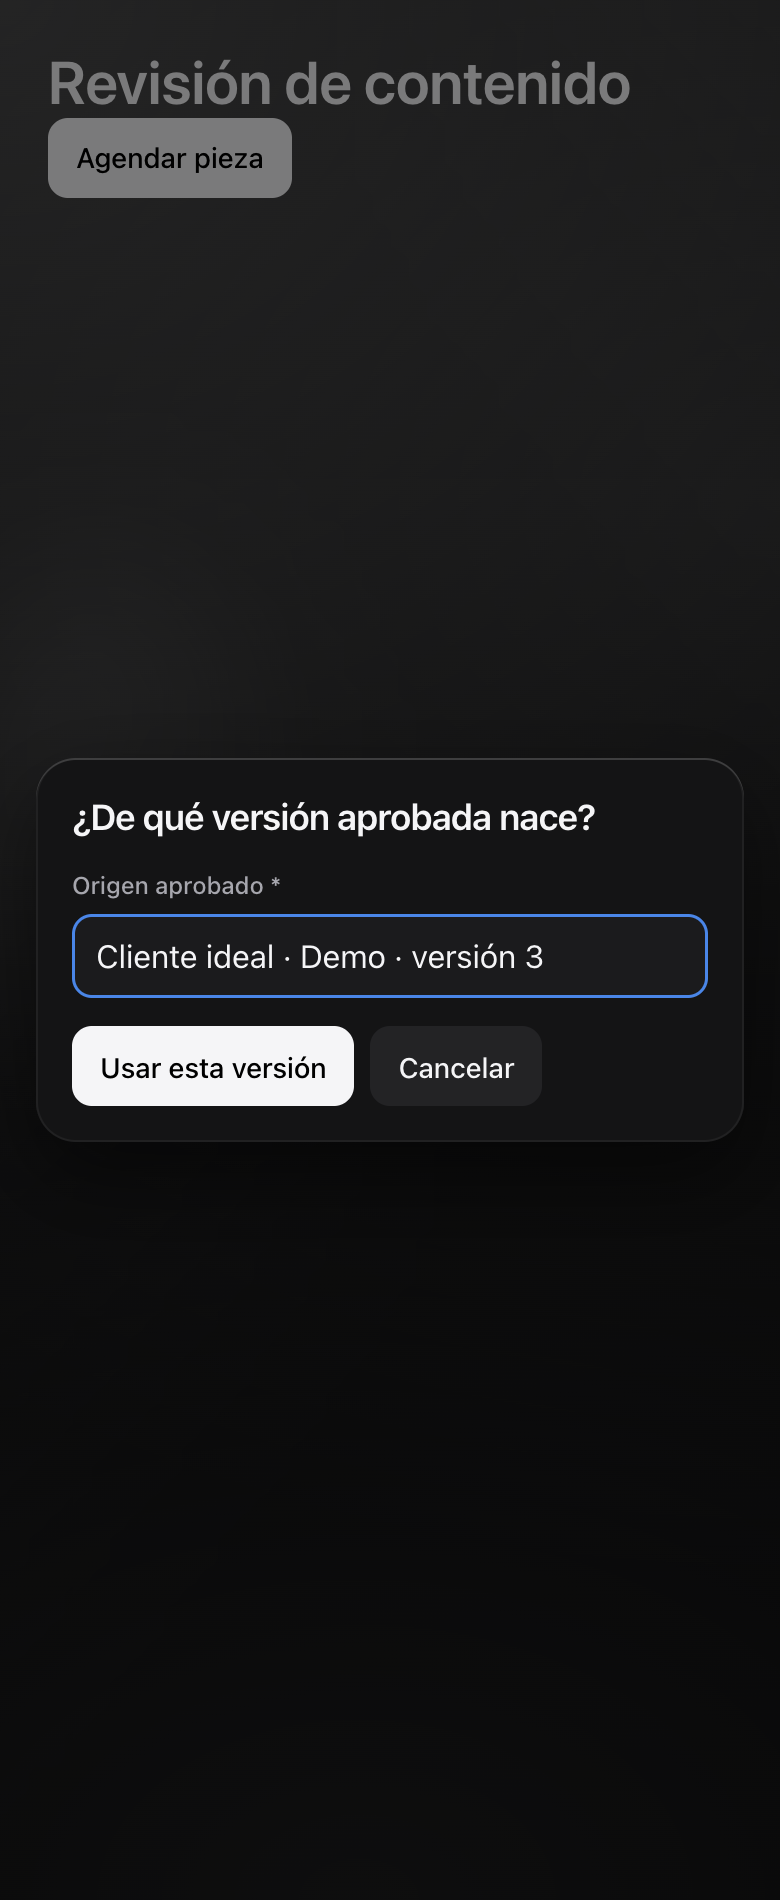 Revisión de contenido
Agendar pieza
¿De qué versión aprobada nace?
Origen aprobado *
Cliente ideal · Demo · versión 3
Usar esta versión
Cancelar